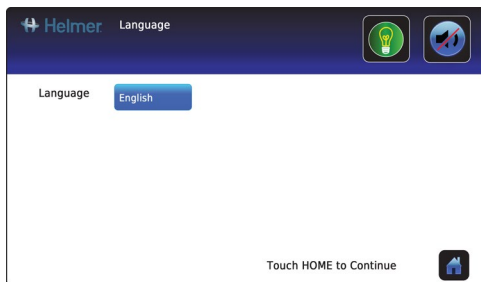 Helmer
Language
Language
English
Touch HOME to Continue